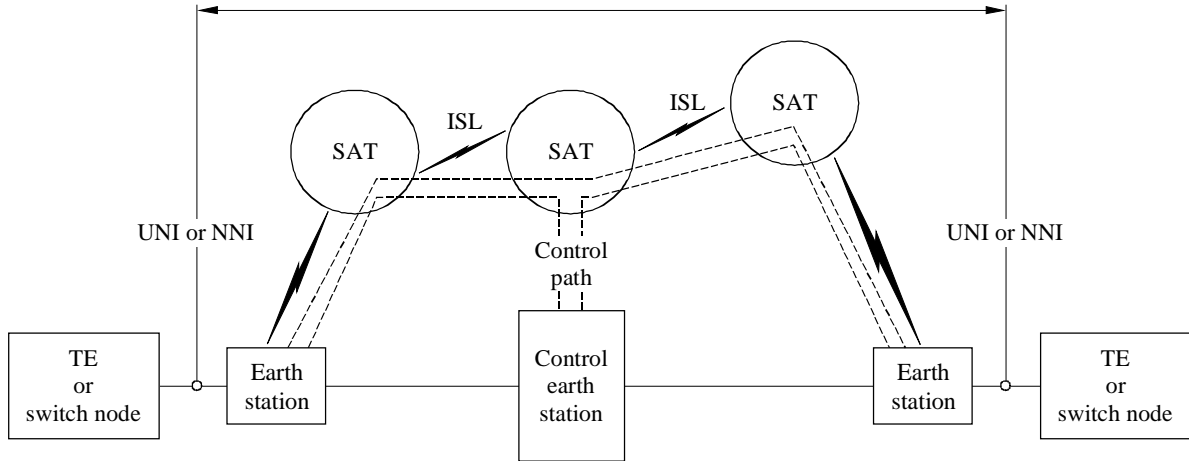 ISL
ISL
SAT
SAT
SAT
UNI or NNI
UNI or NNI
Control
path
TE
or
switch node
Earth
station
Control
earth
station
Earth
station
TE
or
switch node